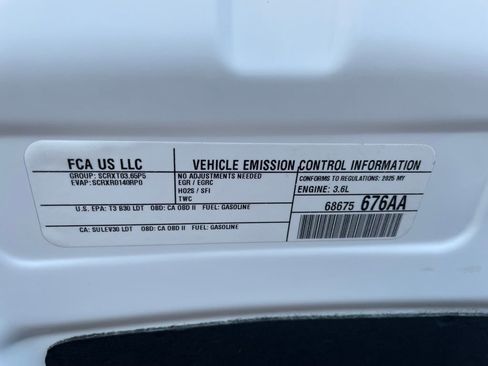 FCA US LLC
VEHICLE EMISSION CONTROL INFORMATION
GROUP: SCRXT03.65P5
EVAP: SCRXR0140RP0
NO ADJUSTMENTS NEEDED
EGR / EGRC
HO2S / SFI
TWC
CONFORMS TO REGULATIONS: 2025 MY
ENGINE: 3.6L
U.S. EPA: T3 B30 LDT OBD: CA OBD II FUEL: GASOLINE
68675 676AA
CA: SULEV30 LDT OBD: CA OBD II FUEL: GASOLINE